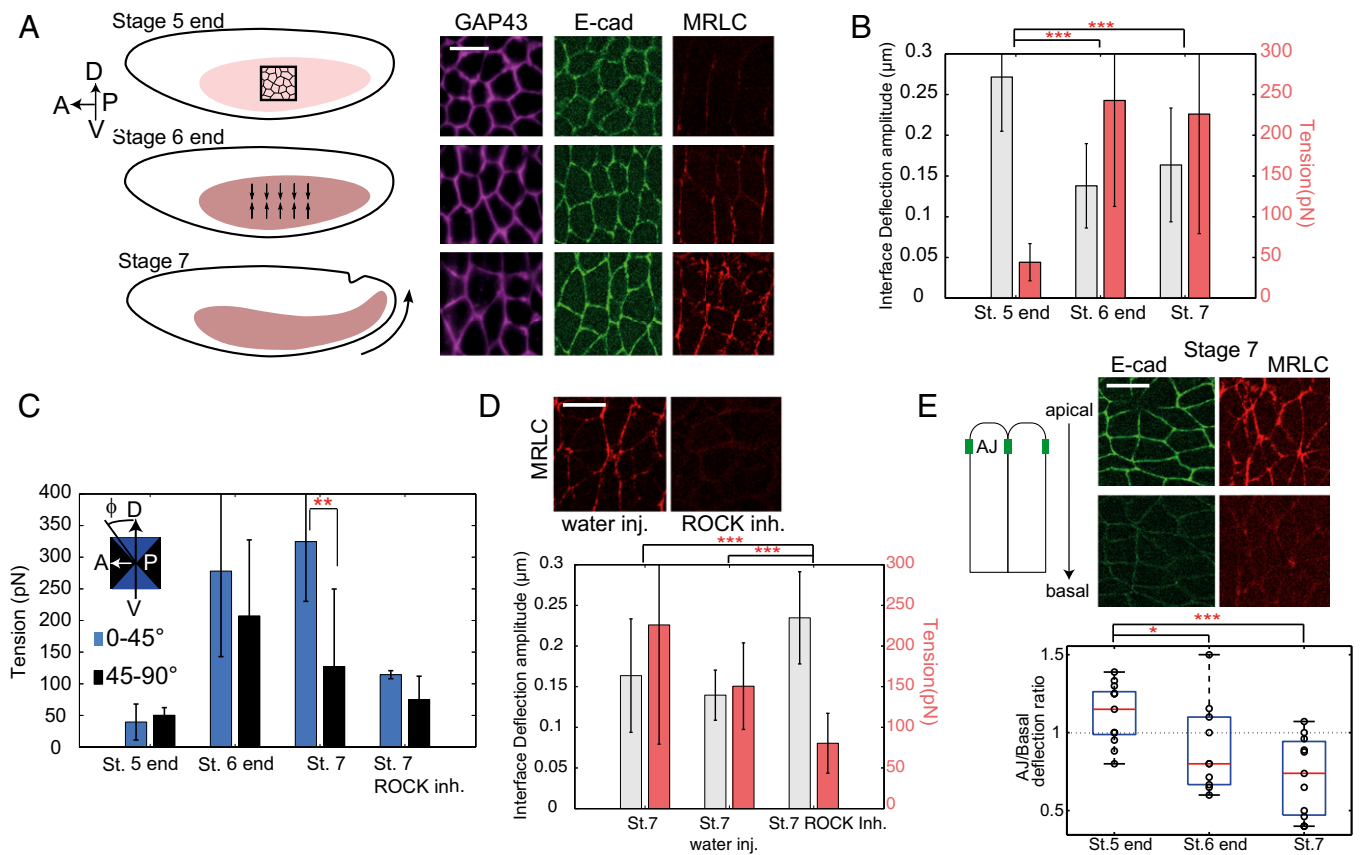 A
Stage 5 end
D
A
P
V
Stage 6 end
Stage 7
GAP43
E-cad
MRLC
B
***
***
Interface Deflection amplitude (µm)
0.3
0.25
0.2
0.15
0.1
0.05
0
Tension(pN)
300
250
200
150
100
50
0
St. 5 end
St. 6 end
St. 7
C
Tension (pN)
400
350
300
250
200
150
100
50
0
ϕ
D
A
P
V
0-45°
45-90°
**
St. 5 end
St. 6 end
St. 7
St. 7
ROCK inh.
D
MRLC
water inj.
ROCK inh.
***
***
Interface Deflection amplitude (µm)
0.3
0.25
0.2
0.15
0.1
0.05
0
Tension(pN)
300
250
200
150
100
50
0
St.7
St.7
water inj.
St.7 ROCK Inh.
E
Stage 7
E-cad
MRLC
AJ
apical
basal
***
*
AJ/Basal
deflection ratio
1.5
1
0.5
St.5 end
St.6 end
St.7